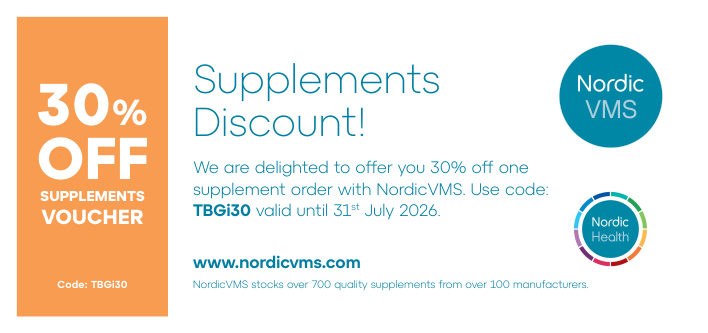 30%
OFF
SUPPLEMENTS
VOUCHER
Code: TBGi30
Supplements
Discount!
We are delighted to offer you 30% off one
supplement order with NordicVMS. Use code:
TBGi30 valid until 31st July 2026.
www.nordicvms.com
NordicVMS stocks over 700 quality supplements from over 100 manufacturers.
Nordic
VMS
Nordic
Health